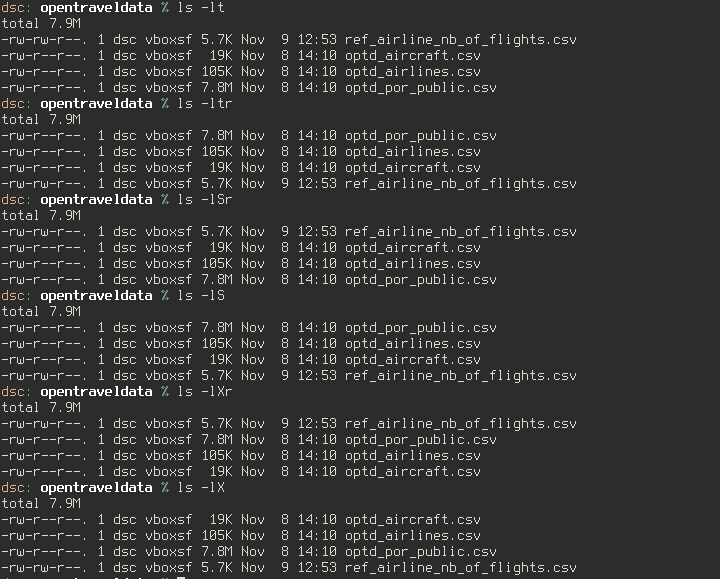 dsc: opentraveldata % ls -lt
total 7.9M
-rw-rw-r--. 1 dsc vboxsf 5.7K Nov  9 12:53 ref_airline_nb_of_flights.csv
-rw-r--r--. 1 dsc vboxsf  19K Nov  8 14:10 optd_aircraft.csv
-rw-r--r--. 1 dsc vboxsf 105K Nov  8 14:10 optd_airlines.csv
-rw-r--r--. 1 dsc vboxsf 7.8M Nov  8 14:10 optd_por_public.csv
dsc: opentraveldata % ls -ltr
total 7.9M
-rw-r--r--. 1 dsc vboxsf 7.8M Nov  8 14:10 optd_por_public.csv
-rw-r--r--. 1 dsc vboxsf 105K Nov  8 14:10 optd_airlines.csv
-rw-r--r--. 1 dsc vboxsf  19K Nov  8 14:10 optd_aircraft.csv
-rw-rw-r--. 1 dsc vboxsf 5.7K Nov  9 12:53 ref_airline_nb_of_flights.csv
dsc: opentraveldata % ls -lSr
total 7.9M
-rw-rw-r--. 1 dsc vboxsf 5.7K Nov  9 12:53 ref_airline_nb_of_flights.csv
-rw-r--r--. 1 dsc vboxsf  19K Nov  8 14:10 optd_aircraft.csv
-rw-r--r--. 1 dsc vboxsf 105K Nov  8 14:10 optd_airlines.csv
-rw-r--r--. 1 dsc vboxsf 7.8M Nov  8 14:10 optd_por_public.csv
dsc: opentraveldata % ls -lS
total 7.9M
-rw-r--r--. 1 dsc vboxsf 7.8M Nov  8 14:10 optd_por_public.csv
-rw-r--r--. 1 dsc vboxsf 105K Nov  8 14:10 optd_airlines.csv
-rw-r--r--. 1 dsc vboxsf  19K Nov  8 14:10 optd_aircraft.csv
-rw-rw-r--. 1 dsc vboxsf 5.7K Nov  9 12:53 ref_airline_nb_of_flights.csv
dsc: opentraveldata % ls -lXr
total 7.9M
-rw-rw-r--. 1 dsc vboxsf 5.7K Nov  9 12:53 ref_airline_nb_of_flights.csv
-rw-r--r--. 1 dsc vboxsf 7.8M Nov  8 14:10 optd_por_public.csv
-rw-r--r--. 1 dsc vboxsf 105K Nov  8 14:10 optd_airlines.csv
-rw-r--r--. 1 dsc vboxsf  19K Nov  8 14:10 optd_aircraft.csv
dsc: opentraveldata % ls -lX
total 7.9M
-rw-r--r--. 1 dsc vboxsf  19K Nov  8 14:10 optd_aircraft.csv
-rw-r--r--. 1 dsc vboxsf 105K Nov  8 14:10 optd_airlines.csv
-rw-r--r--. 1 dsc vboxsf 7.8M Nov  8 14:10 optd_por_public.csv
-rw-rw-r--. 1 dsc vboxsf 5.7K Nov  9 12:53 ref_airline_nb_of_flights.csv